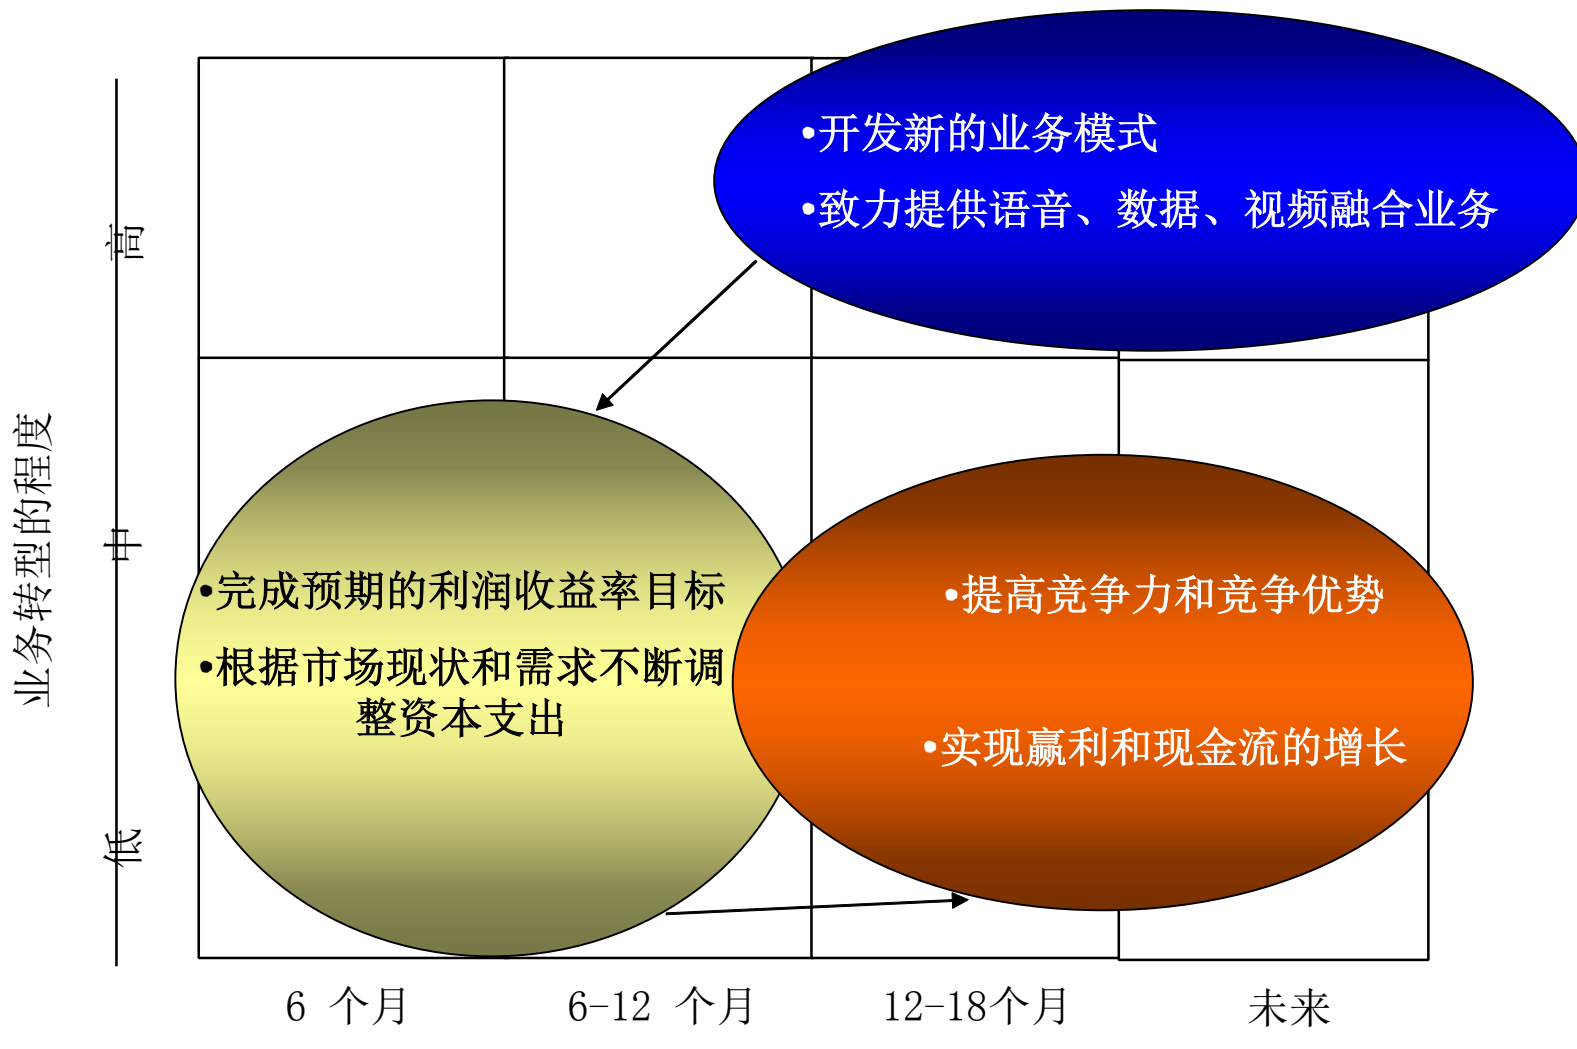 •开发新的业务模式
•致力提供语音、数据、视频融合业务
高
业务转型的程度
中
低
•完成预期的利润收益率目标
•根据市场现状和需求不断调
整资本支出
•提高竞争力和竞争优势
•实现赢利和现金流的增长
6 个月
6-12 个月
12-18个月
未来